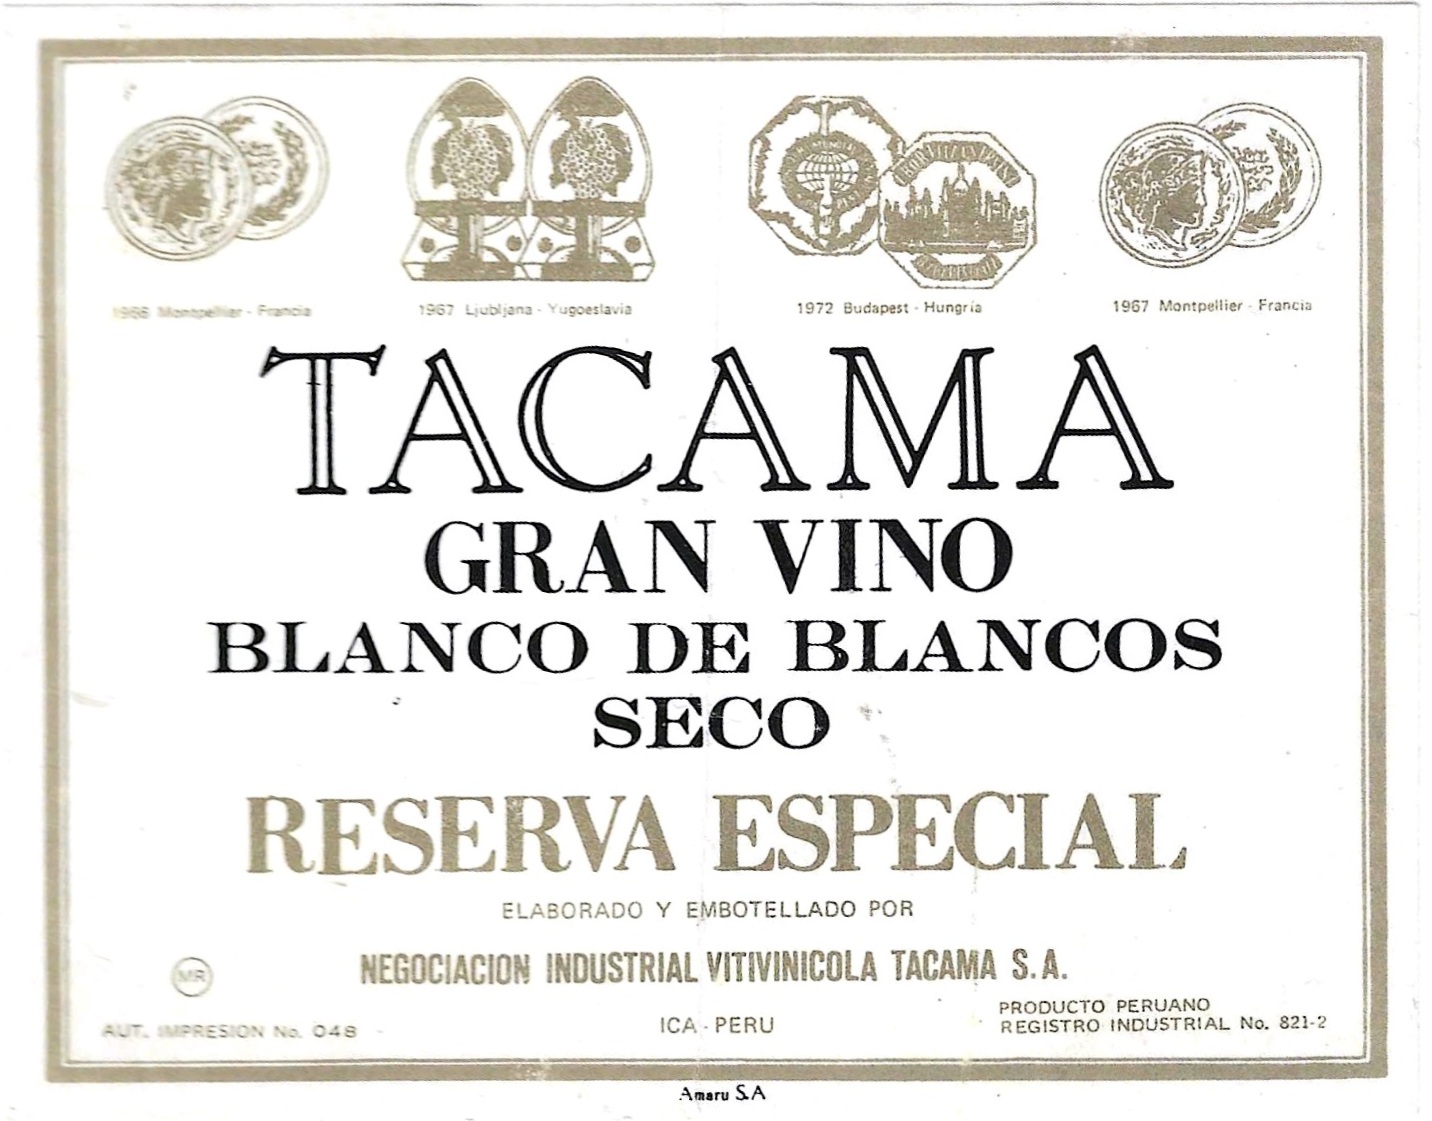 1966 Montpellier - Francia
1967 Ljubljana - Yugoeslavia
1972 Budapest - Hungría
1967 Montpellier - Francia
TACAMA
GRAN VINO
BLANCO DE BLANCOS
SECO
RESERVA ESPECIAL
ELABORADO Y EMBOTELLADO POR
NEGOCIACION INDUSTRIAL VITIVINICOLA TACAMA S.A.
MR
AUT. IMPRESION No. 048
ICA - PERU
PRODUCTO PERUANO
REGISTRO INDUSTRIAL No. 821-2
Amaru S.A